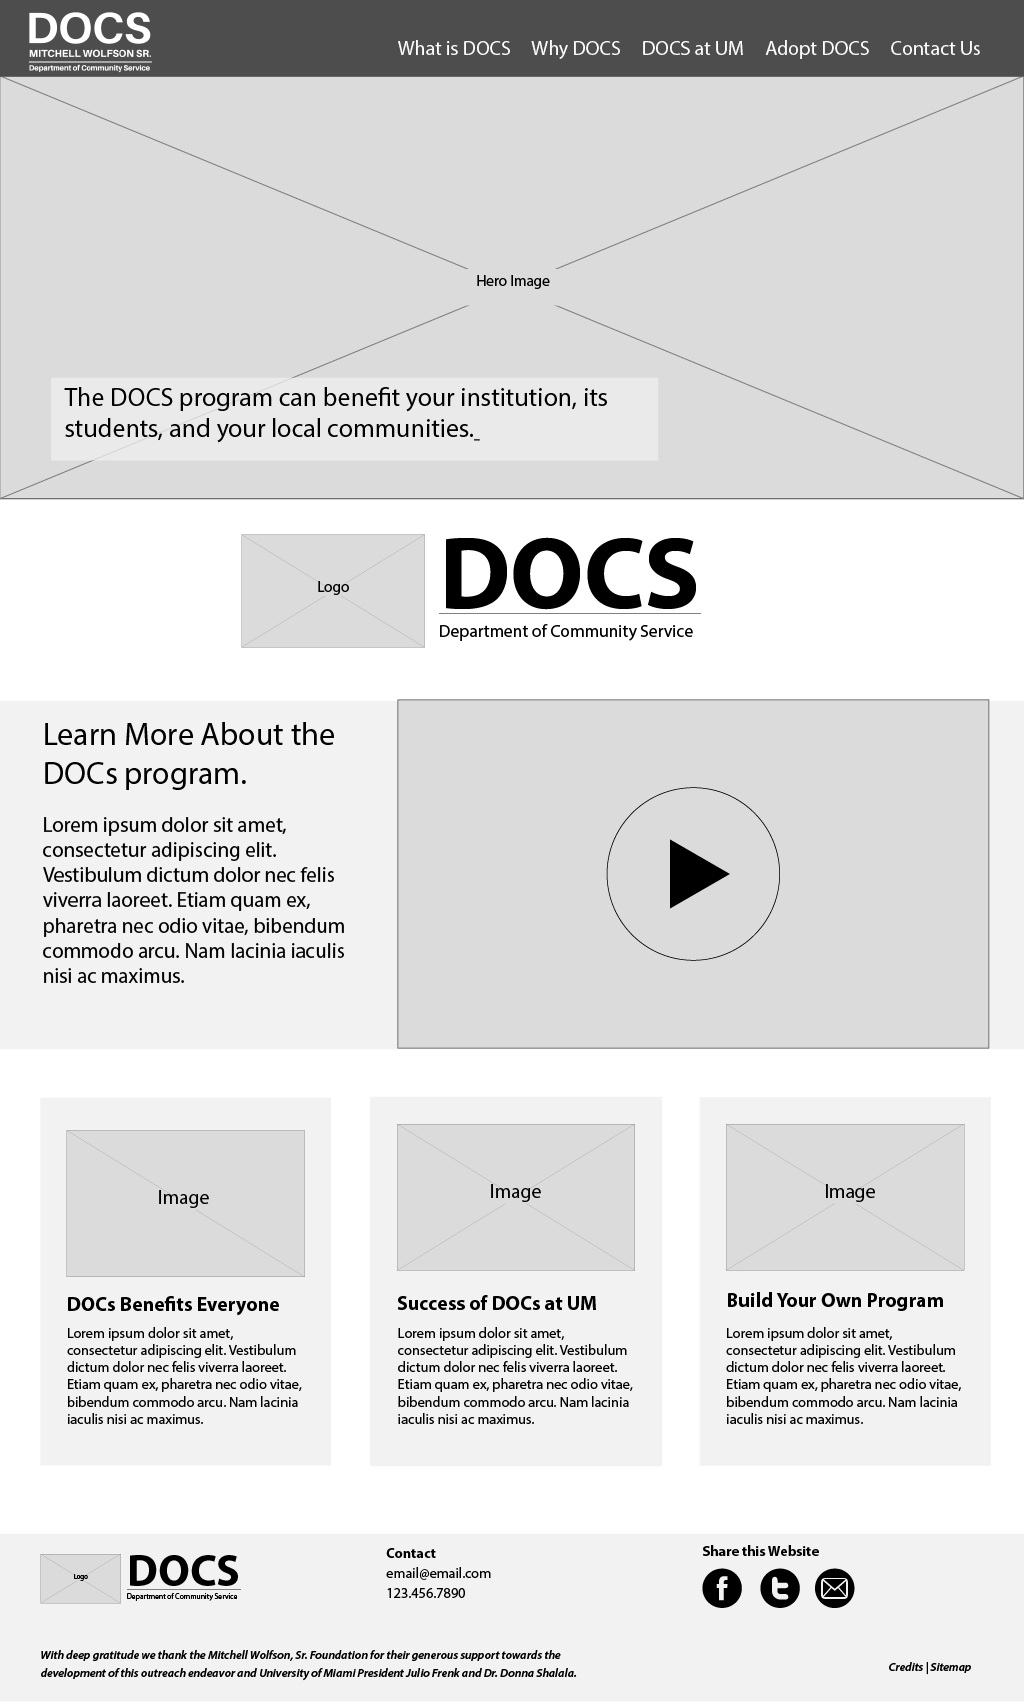 DOCS
MITCHELL WOLFSON SR.
Department of Community Service
What is DOCS Why DOCS DOCS at UM Adopt DOCS Contact Us
Hero Image
The DOCS program can benefit your institution, its
students, and your local communities._
Logo
DOCS
Department of Community Service
Learn More About the
DOCs program.
Lorem ipsum dolor sit amet,
consectetur adipiscing elit.
Vestibulum dictum dolor nec felis
viverra laoreet. Etiam quam ex,
pharetra nec odio vitae, bibendum
commodo arcu. Nam lacinia iaculis
nisi ac maximus.
Image
DOCs Benefits Everyone
Lorem ipsum dolor sit amet,
consectetur adipiscing elit. Vestibulum
dictum dolor nec felis viverra laoreet.
Etiam quam ex, pharetra nec odio vitae,
bibendum commodo arcu. Nam lacinia
iaculis nisi ac maximus.
Image
Success of DOCs at UM
Lorem ipsum dolor sit amet,
consectetur adipiscing elit. Vestibulum
dictum dolor nec felis viverra laoreet.
Etiam quam ex, pharetra nec odio vitae,
bibendum commodo arcu. Nam lacinia
iaculis nisi ac maximus.
Image
Build Your Own Program
Lorem ipsum dolor sit amet,
consectetur adipiscing elit. Vestibulum
dictum dolor nec felis viverra laoreet.
Etiam quam ex, pharetra nec odio vitae,
bibendum commodo arcu. Nam lacinia
iaculis nisi ac maximus.
Logo
DOCS
Department of Community Service
Contact
email@email.com
123.456.7890
Share this Website
With deep gratitude we thank the Mitchell Wolfson, Sr. Foundation for their generous support towards the
development of this outreach endeavor and University of Miami President Julio Frenk and Dr. Donna Shalala.
Credits | Sitemap